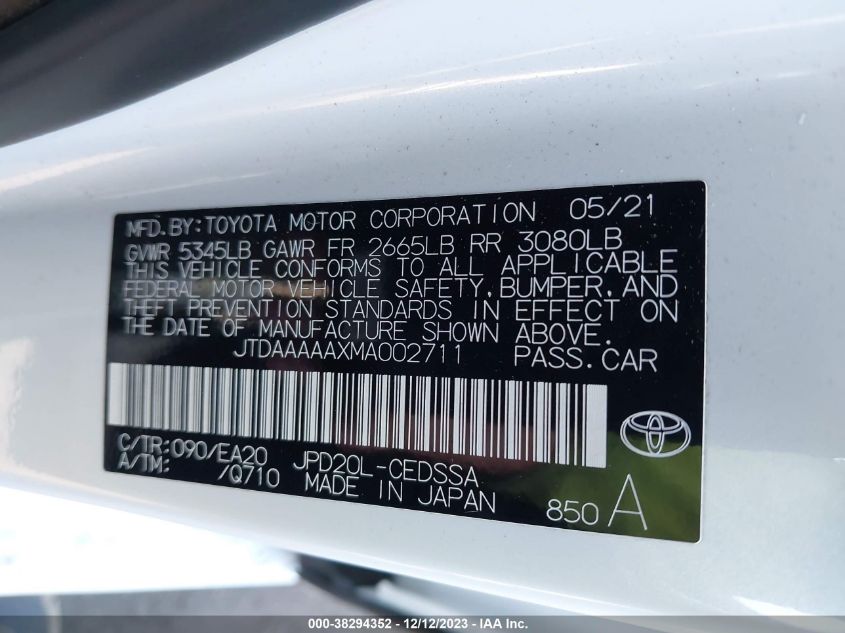 MFD.BY:TOYOTA MOTOR CORPORATION 05/21
GVWR 5345LB GAWR FR 2665LB RR 3080LB
THIS VEHICLE CONFORMS TO ALL APPLICABLE
FEDERAL MOTOR VEHICLE SAFETY,BUMPER,AND
THEFT PREVENTION STANDARDS IN EFFECT ON
THE DATE OF MANUFACTURE SHOWN ABOVE.
JTDAAAAAXMA002711 PASS.CAR
C/TR:090/EA20 JPD20L-CEDSSA
A/TM: /Q710 MADE IN JAPAN
850 A
000-38294352 - 12/12/2023 - IAA Inc.